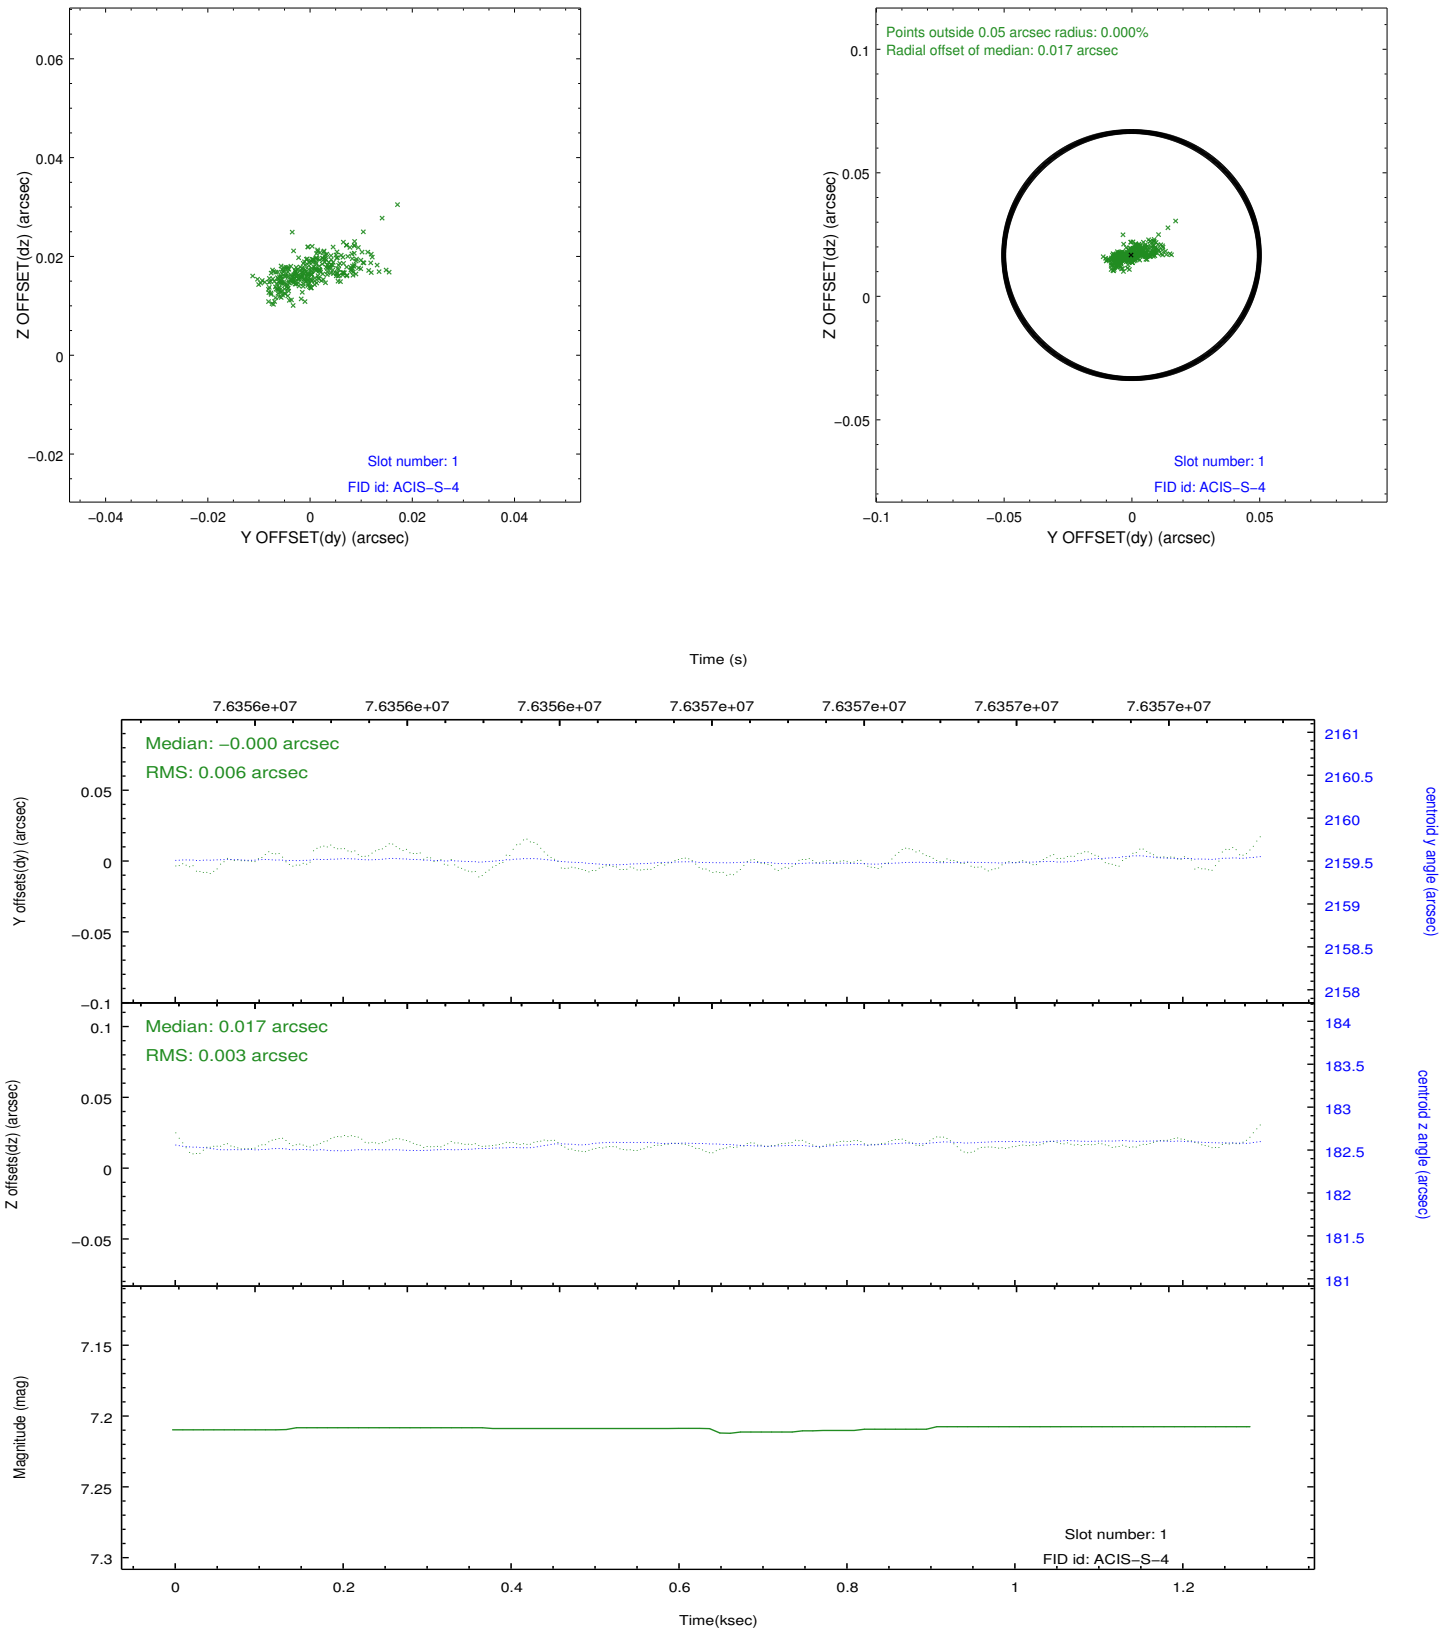 0.06
0.04
0.02
0
−0.02
Z OFFSET(dz) (arcsec)
Slot number: 1
FID id: ACIS−S−4
−0.04
−0.02
0
0.02
0.04
Y OFFSET(dy) (arcsec)
Points outside 0.05 arcsec radius: 0.000%
Radial offset of median: 0.017 arcsec
0.1
0.05
0
−0.05
Z OFFSET(dz) (arcsec)
Slot number: 1
FID id: ACIS−S−4
−0.1
−0.05
0
0.05
Y OFFSET(dy) (arcsec)
Time (s)
7.6356e+07
7.6356e+07
7.6356e+07
7.6357e+07
7.6357e+07
7.6357e+07
7.6357e+07
Median: −0.000 arcsec
RMS: 0.006 arcsec
0.05
0
−0.05
−0.1
Y offsets(dy) (arcsec)
2161
2160.5
2160
2159.5
2159
2158.5
2158
centroid y angle (arcsec)
Median: 0.017 arcsec
RMS: 0.003 arcsec
0.1
0.05
0
−0.05
Z offsets(dz) (arcsec)
184
183.5
183
182.5
182
181.5
181
centroid z angle (arcsec)
7.15
7.2
7.25
7.3
Magnitude (mag)
Slot number: 1
FID id: ACIS−S−4
0
0.2
0.4
0.6
0.8
1
1.2
Time(ksec)